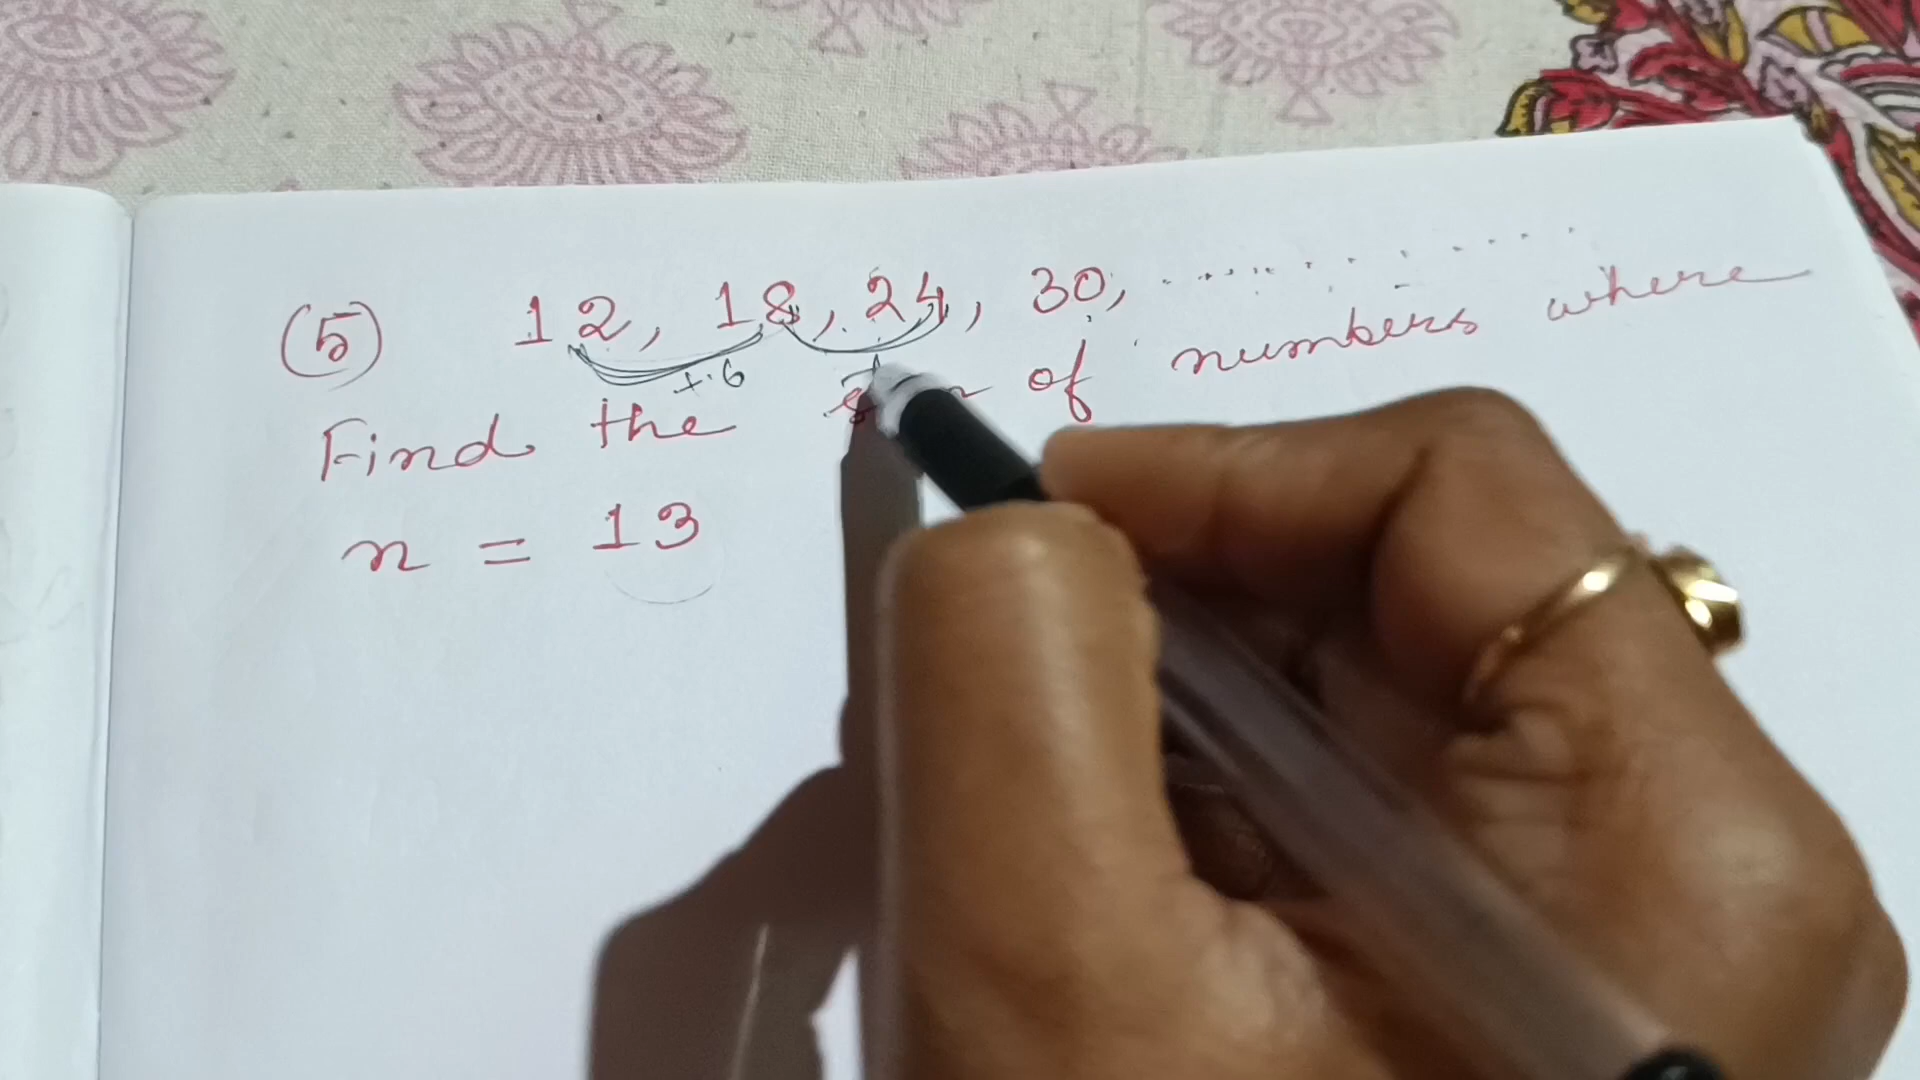 (5) 12, 18, 24, 30, ..............
+6
Find the of numbers where
n = 13